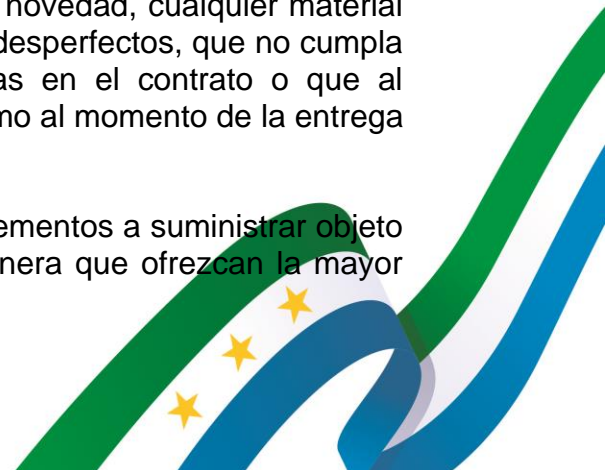 novedad, cualquier material
desperfectos, que no cumpla
as en el contrato o que al
mo al momento de la entrega
ementos a suministrar objeto
nera que ofrezcan la mayor